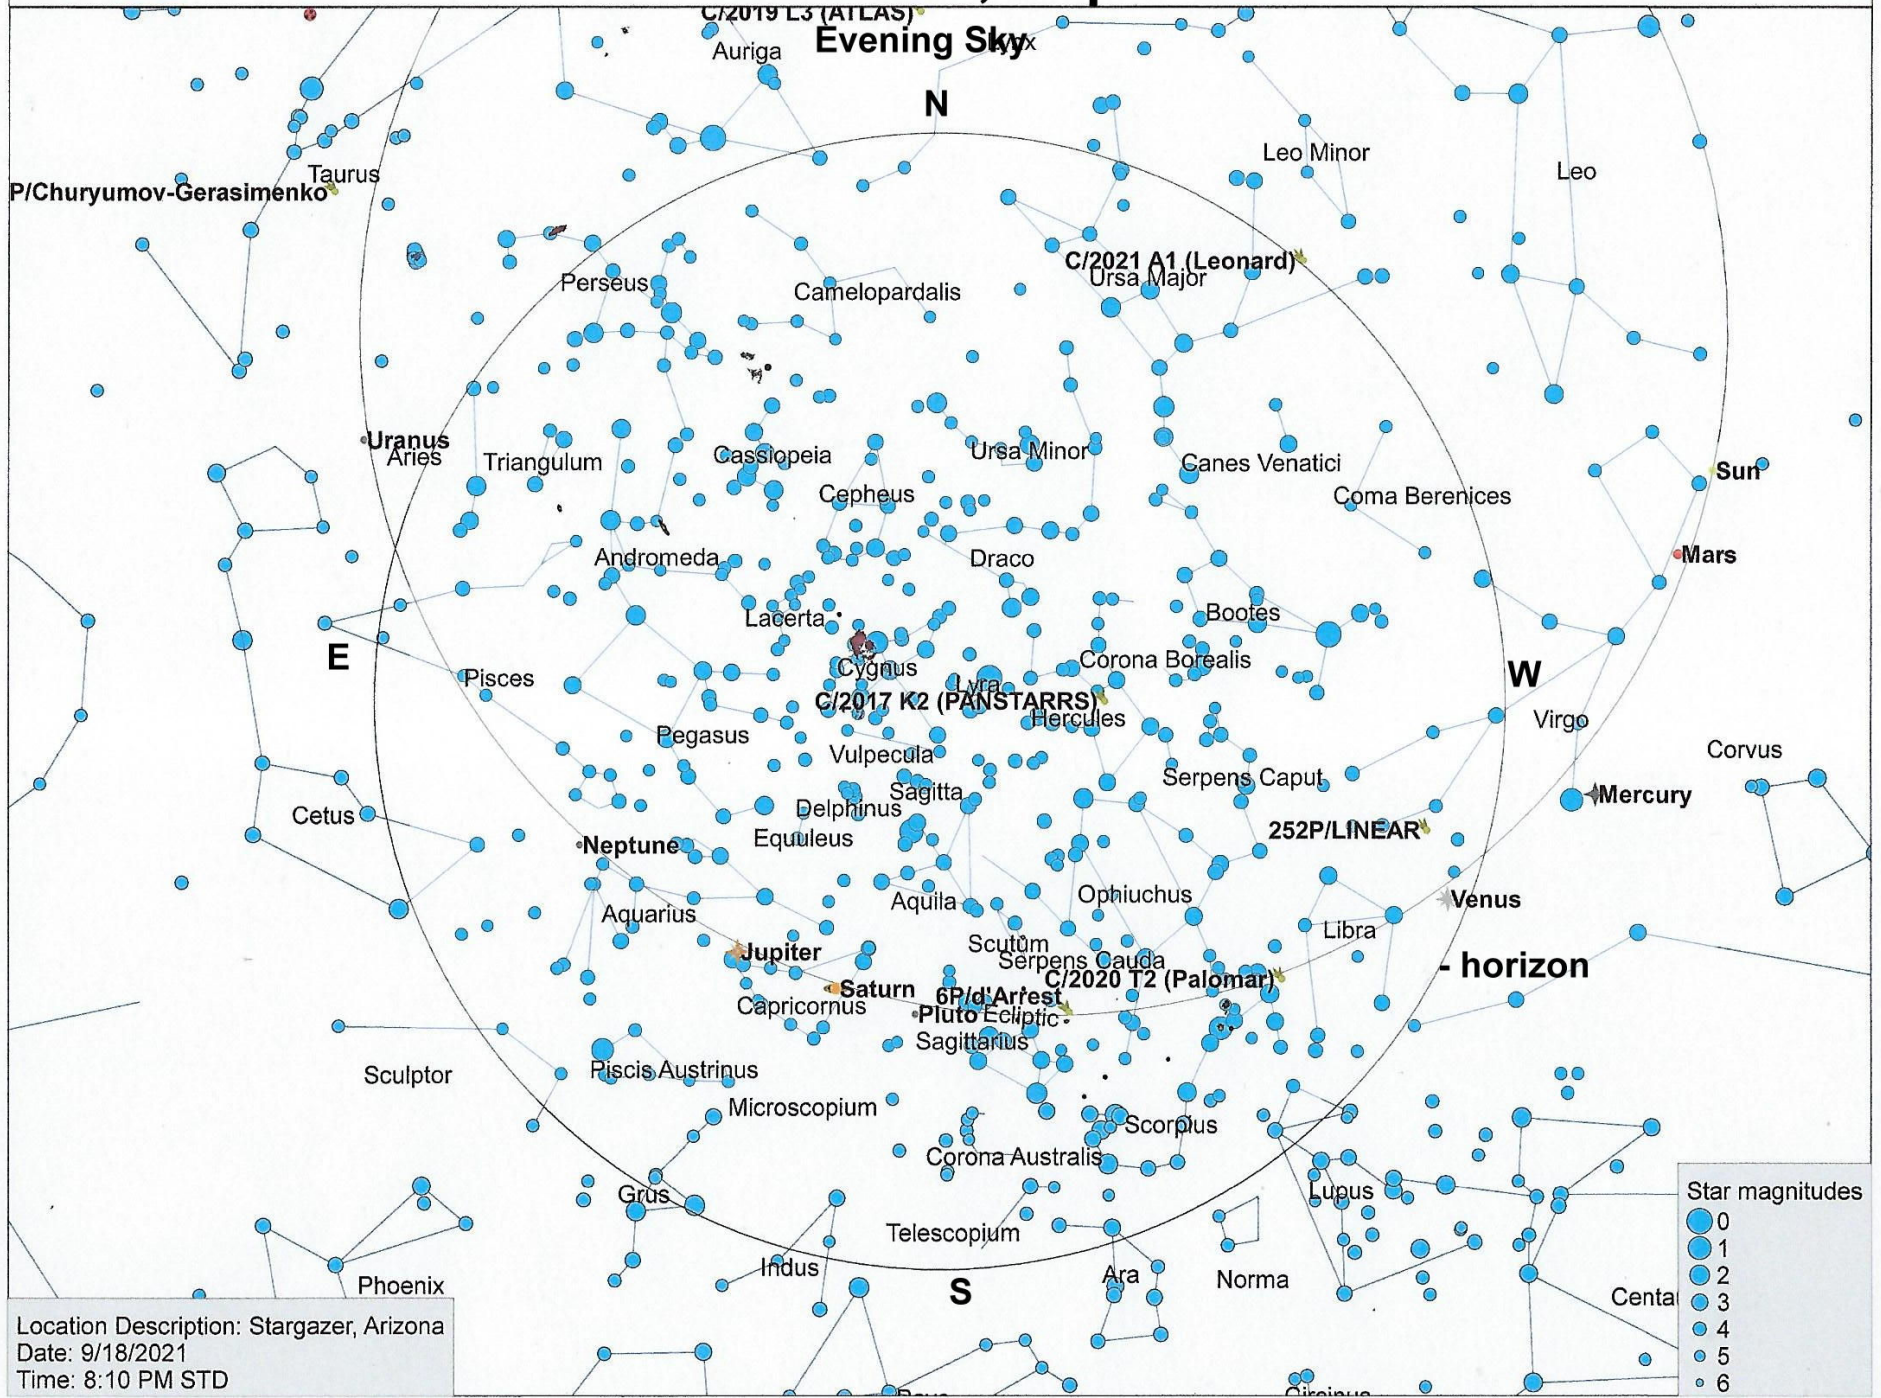 C/2019 L3 (ATLAS)
Evening Sky
Lynx
Auriga
N
Leo Minor
Leo
Taurus
P/Churyumov-Gerasimenko
C/2021 A1 (Leonard)
Ursa Major
Perseus
Camelopardalis
Uranus
Aries
Triangulum
Cassiopeia
Ursa Minor
Canes Venatici
Sun
Cepheus
Coma Berenices
Andromeda
Draco
Mars
Lacerta
Bootes
E
Cygnus
Corona Borealis
W
Pisces
Lyra
C/2017 K2 (PANSTARRS)
Hercules
Virgo
Pegasus
Vulpecula
Corvus
Serpens Caput
Sagitta
Mercury
Cetus
Delphinus
Equuleus
252P/LINEAR
Neptune
Aquila
Ophiuchus
Venus
Aquarius
Libra
Scutum
Jupiter
Serpens Cauda
- horizon
C/2020 T2 (Palomar)
Saturn
6P/d'Arrest
Capricornus
Pluto
Ecliptic
Sagittarius
Sculptor
Piscis Austrinus
Microscopium
Scorpius
Corona Australis
Grus
Lupus
Telescopium
Indus
Ara
Norma
Phoenix
S
Centau
Circinus
Location Description: Stargazer, Arizona
Date: 9/18/2021
Time: 8:10 PM STD
Star magnitudes
0
1
2
3
4
5
6